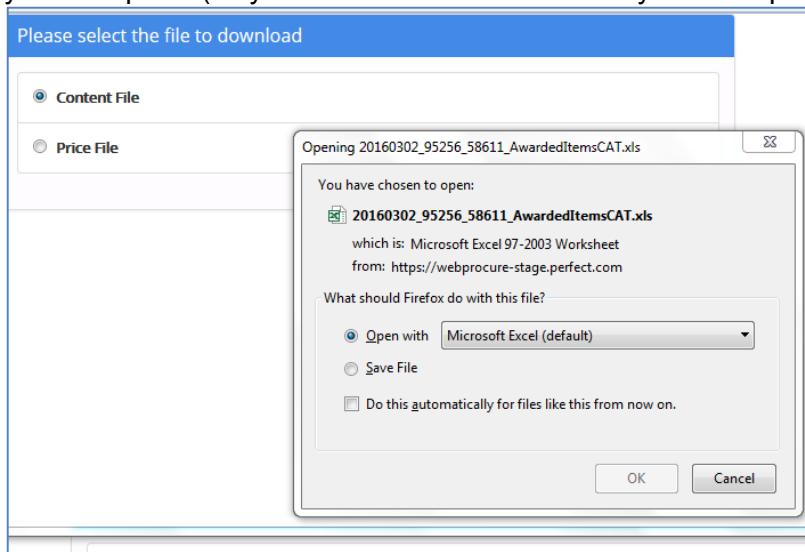 Please select the file to download
Content File
Price File
Opening 20160302_95256_58611_AwardedItemsCAT.xls
You have chosen to open:
20160302_95256_58611_AwardedItemsCAT.xls
which is: Microsoft Excel 97-2003 Worksheet
from: https://webprocure-stage.perfect.com
What should Firefox do with this file?
Open with Microsoft Excel (default)
Save File
Do this automatically for files like this from now on.
OK Cancel